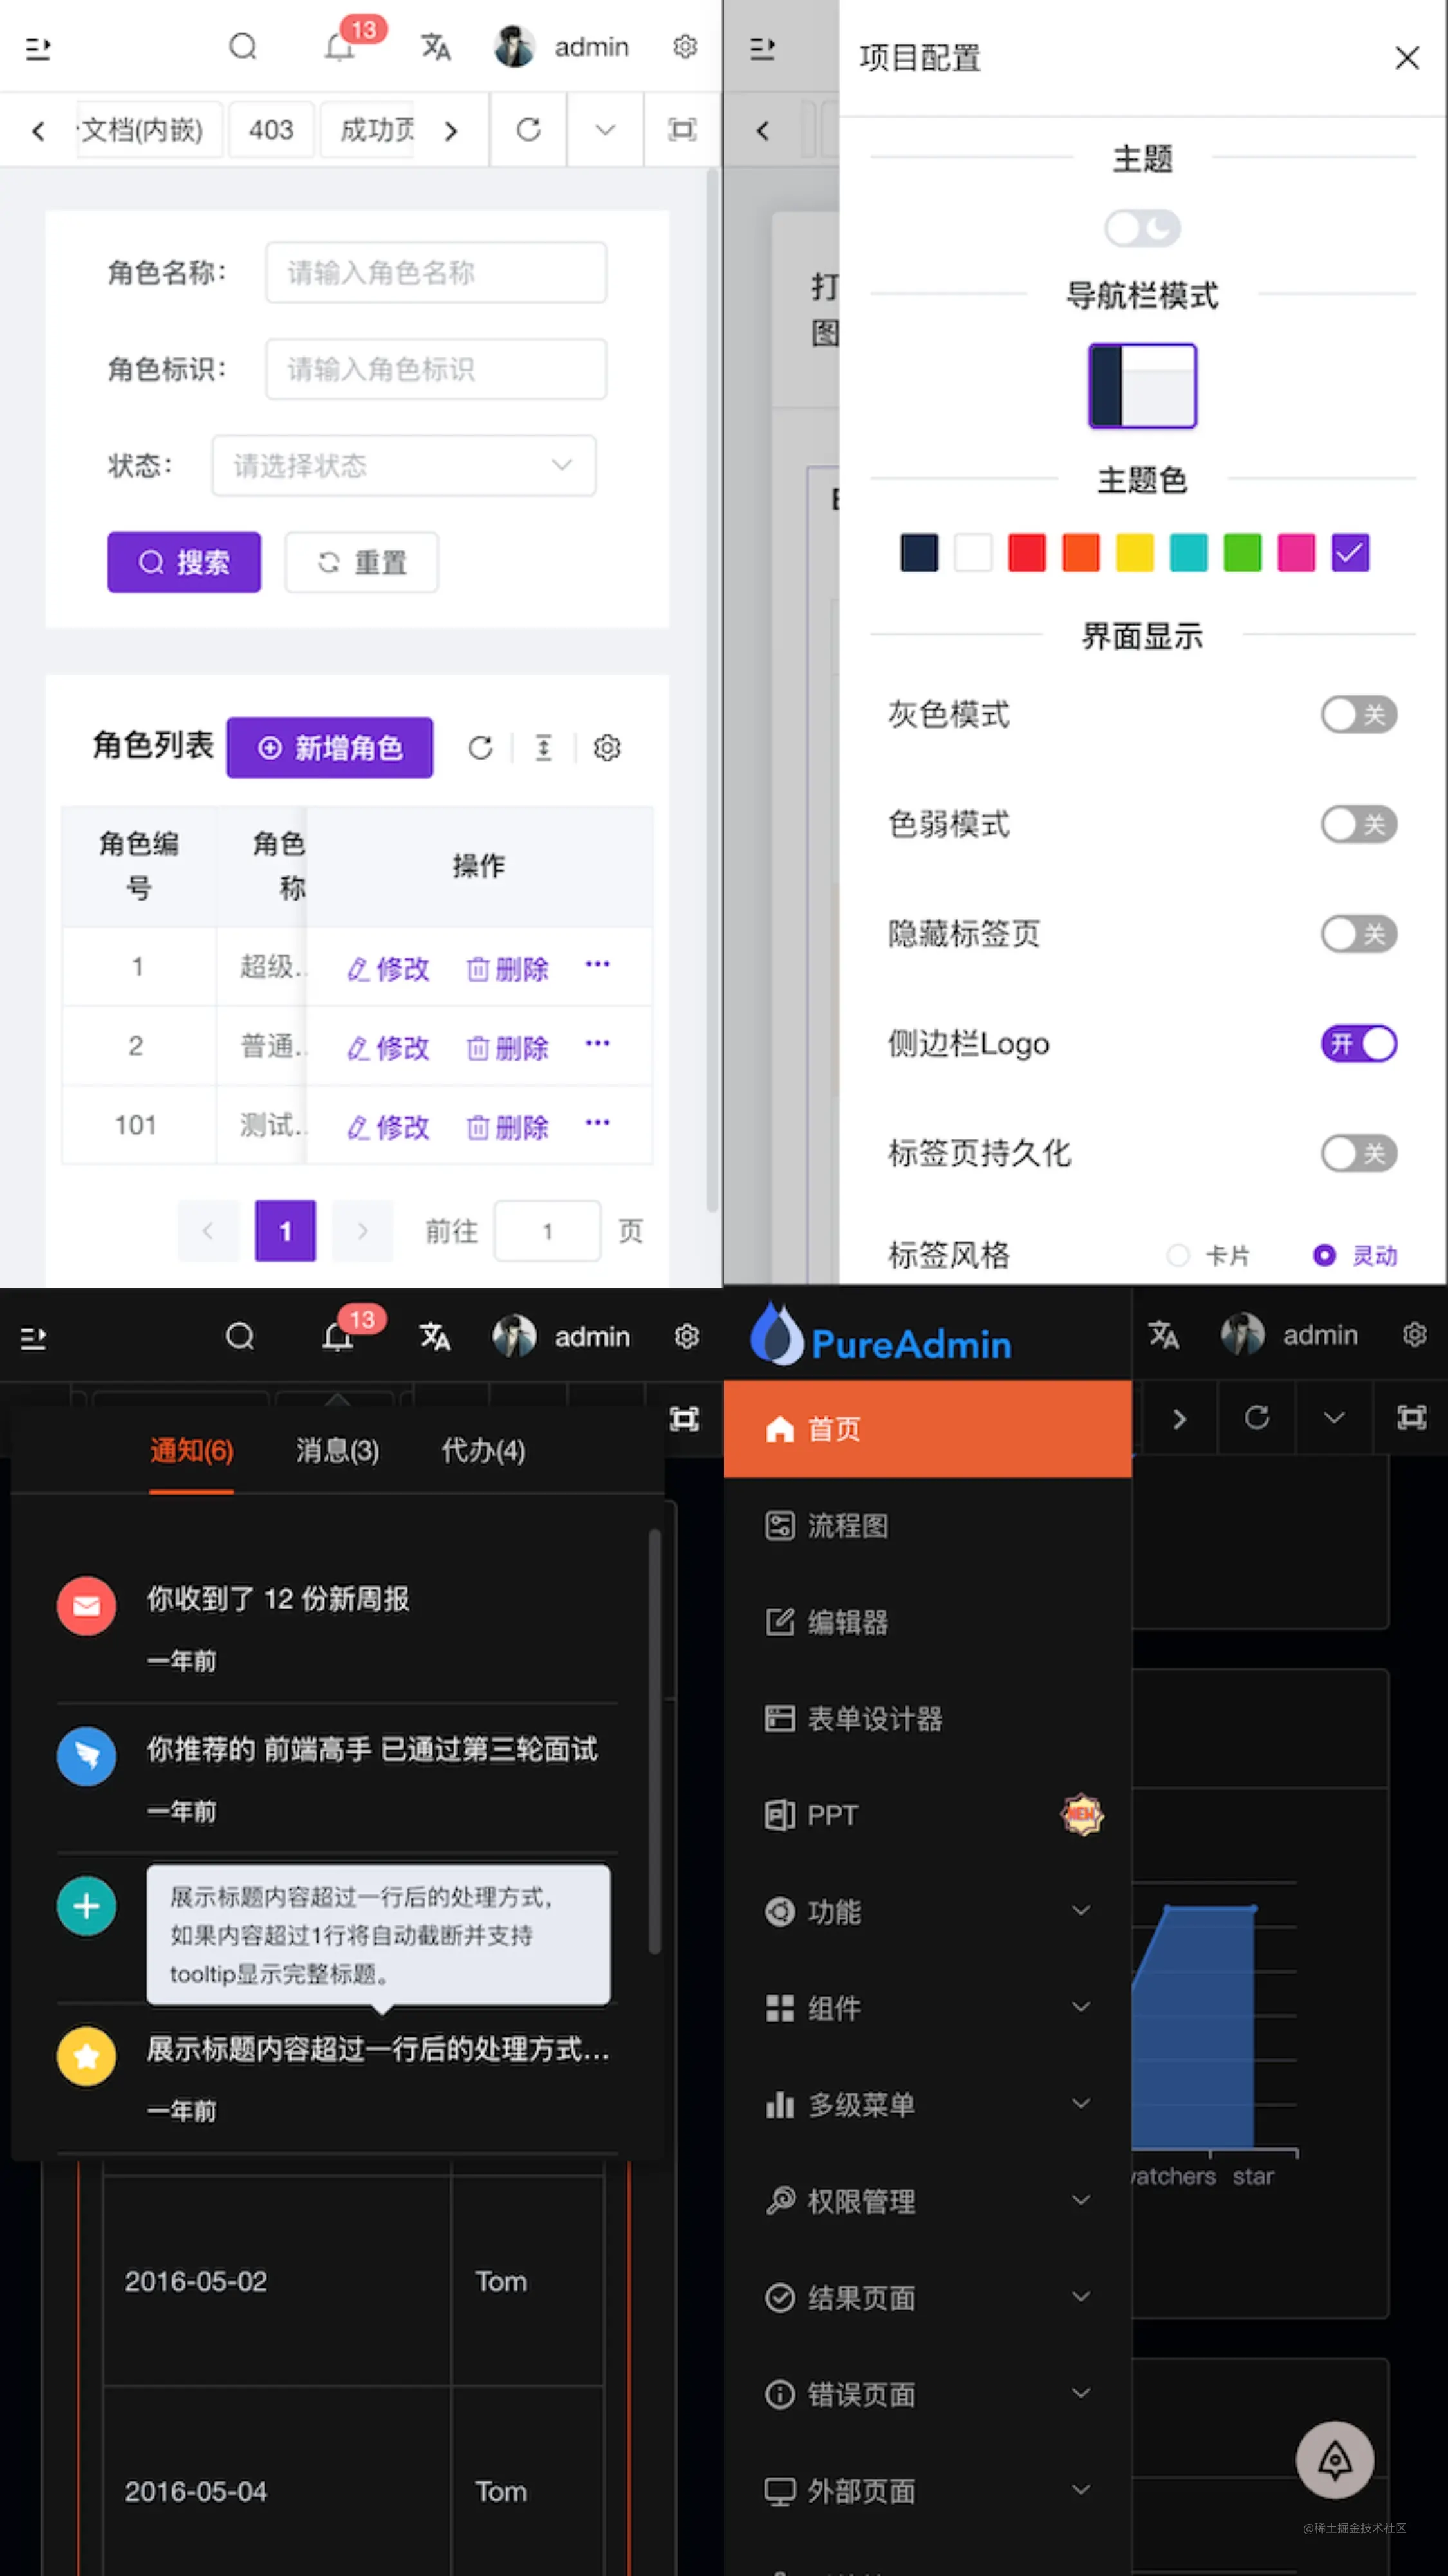 13
admin
文档(内嵌)
403
成功页
角色名称：
请输入角色名称
角色标识：
请输入角色标识
状态：
请选择状态
搜索
重置
角色列表
新增角色
角色编
号
角色
称
操作
1
超级..
修改
删除
2
普通..
修改
删除
101
测试..
修改
删除
1
前往
1
页
打
图
项目配置
主题
导航栏模式
主题色
界面显示
灰色模式
关
色弱模式
关
隐藏标签页
关
侧边栏Logo
开
标签页持久化
关
标签风格
卡片
灵动
13
admin
通知(6)
消息(3)
代办(4)
你收到了 12 份新周报
一年前
你推荐的 前端高手 已通过第三轮面试
一年前
展示标题内容超过一行后的处理方式，
如果内容超过1行将自动截断并支持
tooltip显示完整标题。
展示标题内容超过一行后的处理方式...
一年前
2016-05-02
Tom
2016-05-04
Tom
PureAdmin
admin
首页
流程图
编辑器
表单设计器
PPT
NEW
功能
组件
多级菜单
权限管理
结果页面
错误页面
外部页面
atchers
star
@稀土掘金技术社区